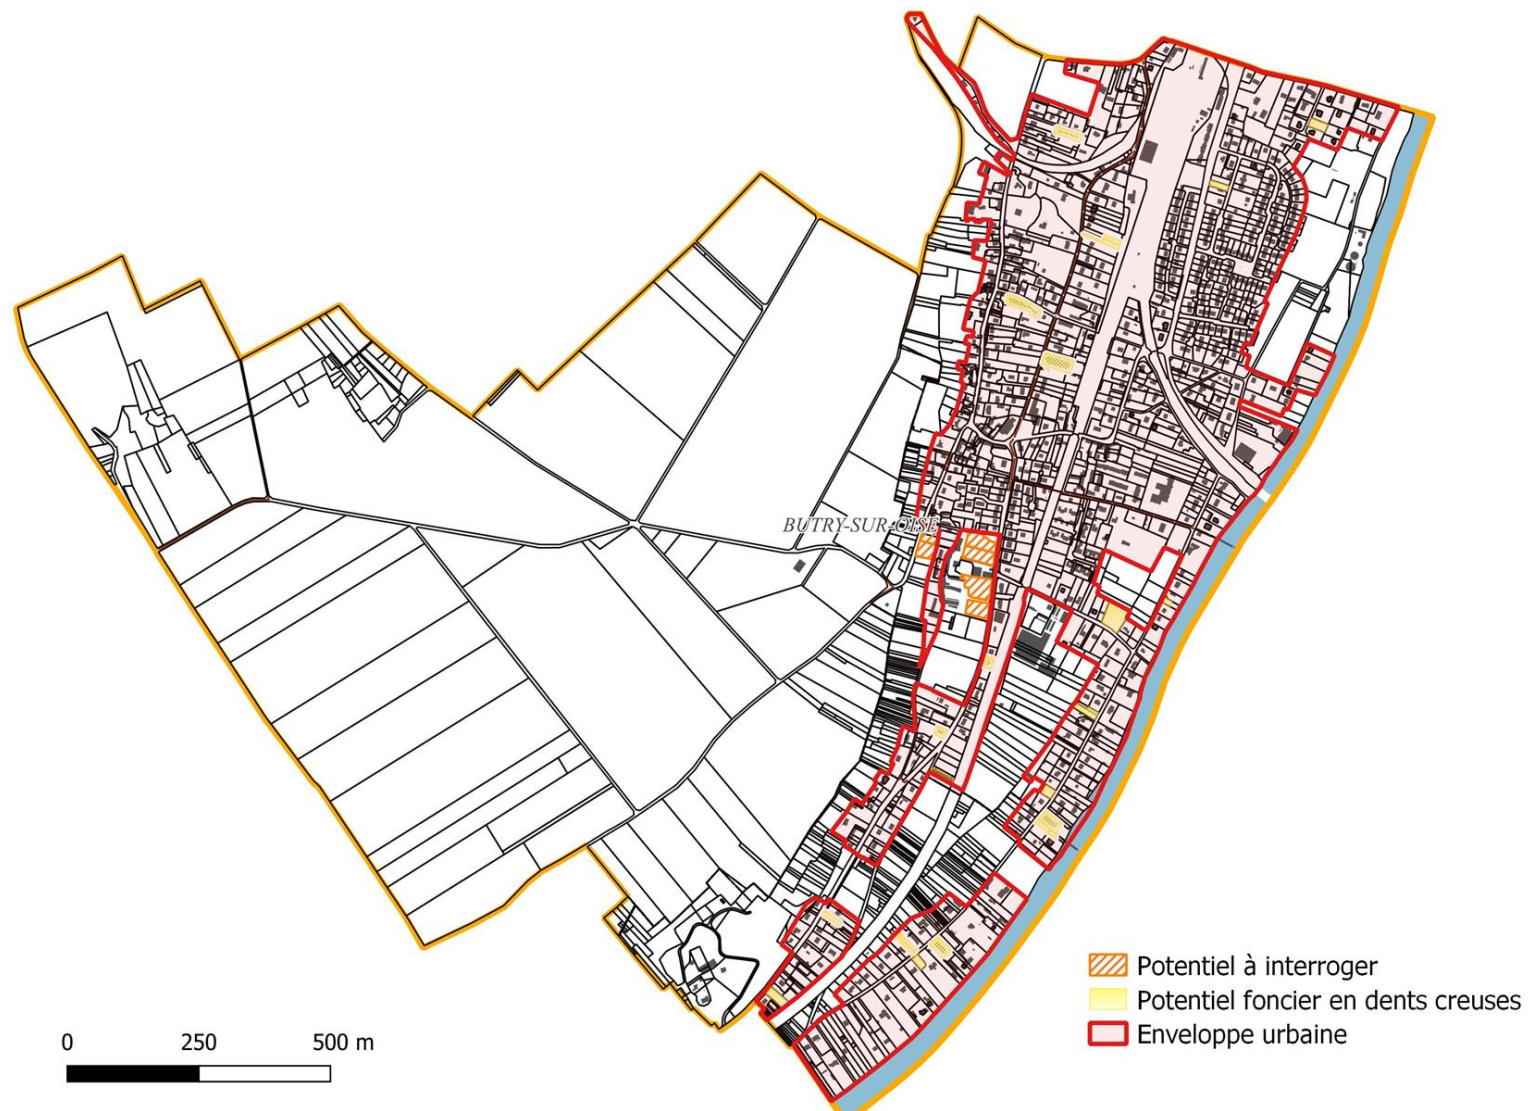 BUTRY-SUR-OISE
Potentiel à interroger
Potentiel foncier en dents creuses
Enveloppe urbaine
0 250 500 m